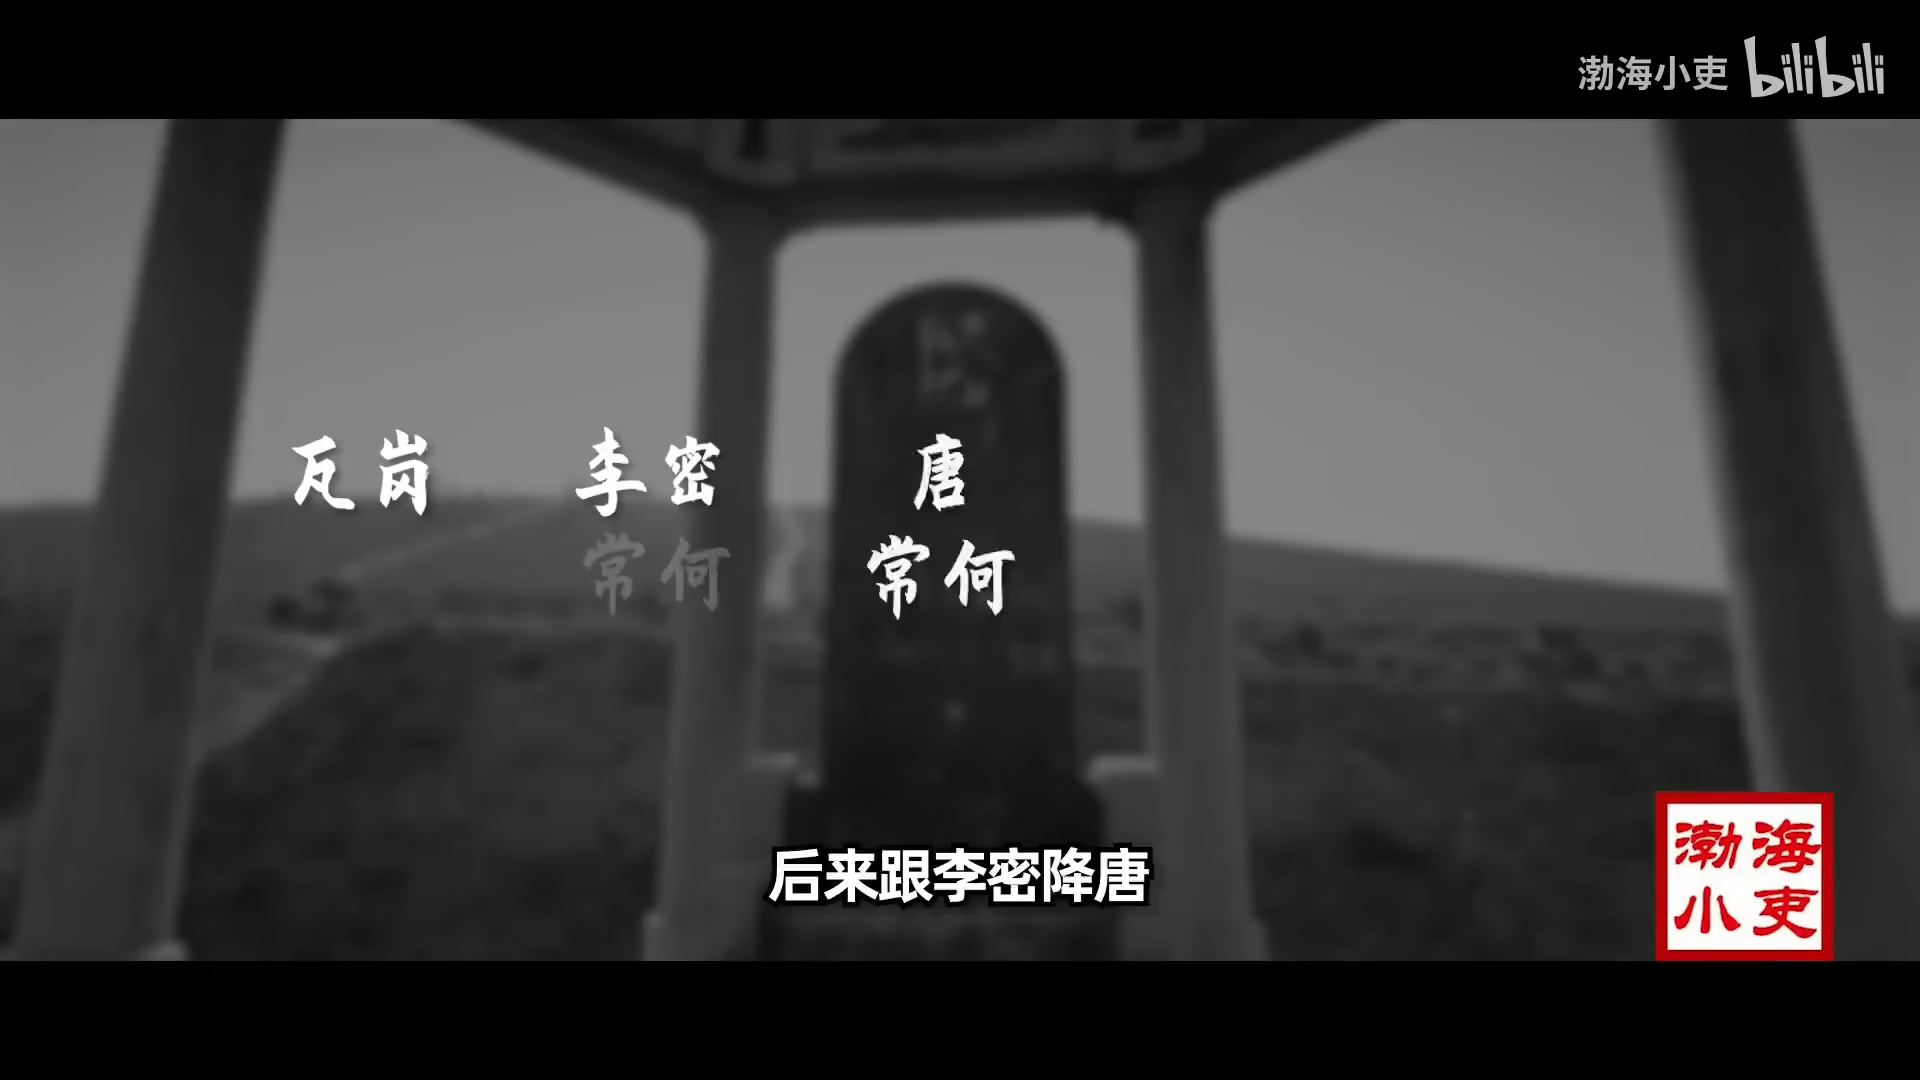 渤海小吏 bilibili
瓦岗 李密 唐
常何 常何
后来跟李密降唐
渤海
小吏